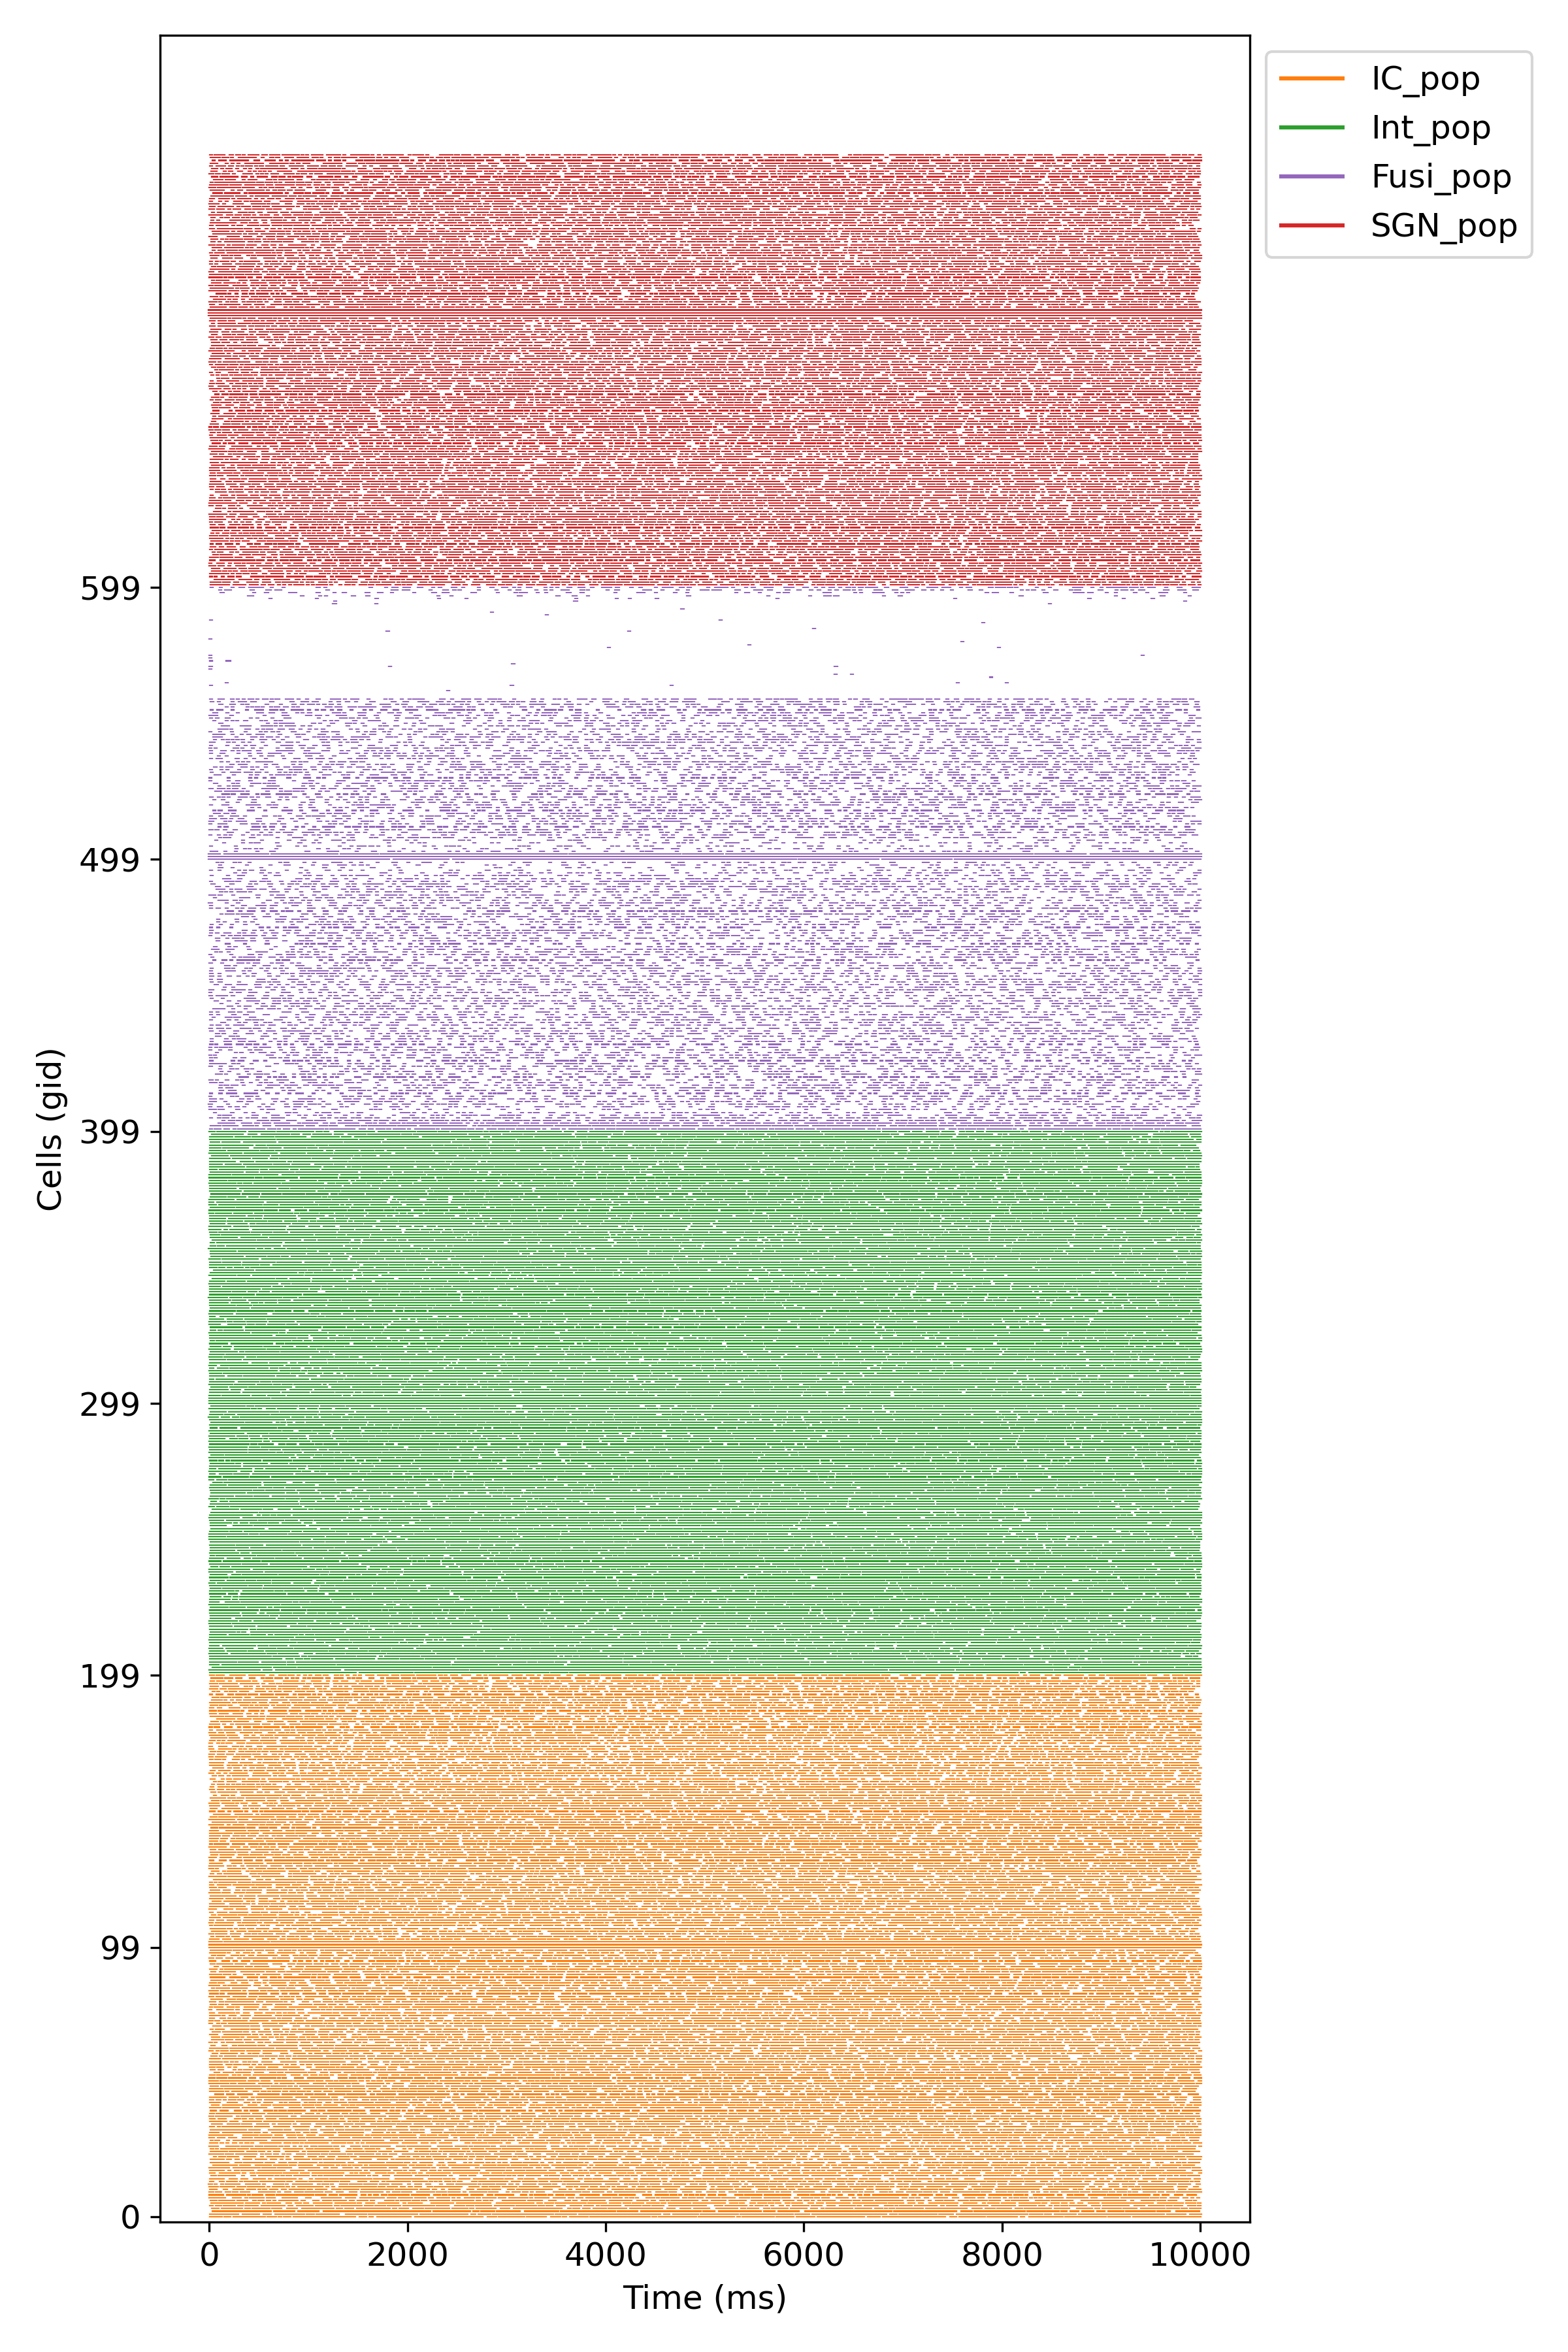 IC_pop
Int_pop
Fusi_pop
SGN_pop
599
499
399
299
199
99
0
Cells (gid)
0 2000 4000 6000 8000 10000
Time (ms)